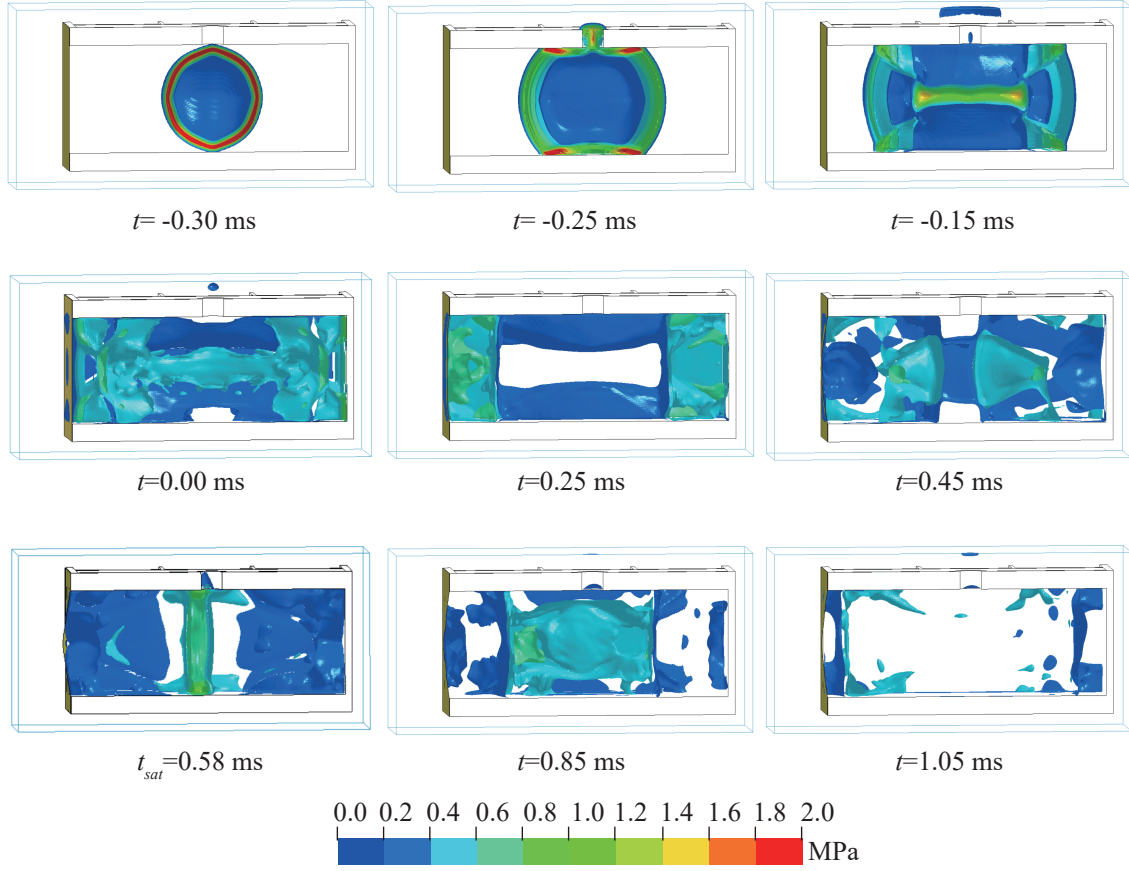 t= -0.30 ms
t= -0.25 ms
t= -0.15 ms
t=0.00 ms
t=0.25 ms
t=0.45 ms
tsat=0.58 ms
t=0.85 ms
t=1.05 ms
0.0 0.2 0.4 0.6 0.8 1.0 1.2 1.4 1.6 1.8 2.0
MPa